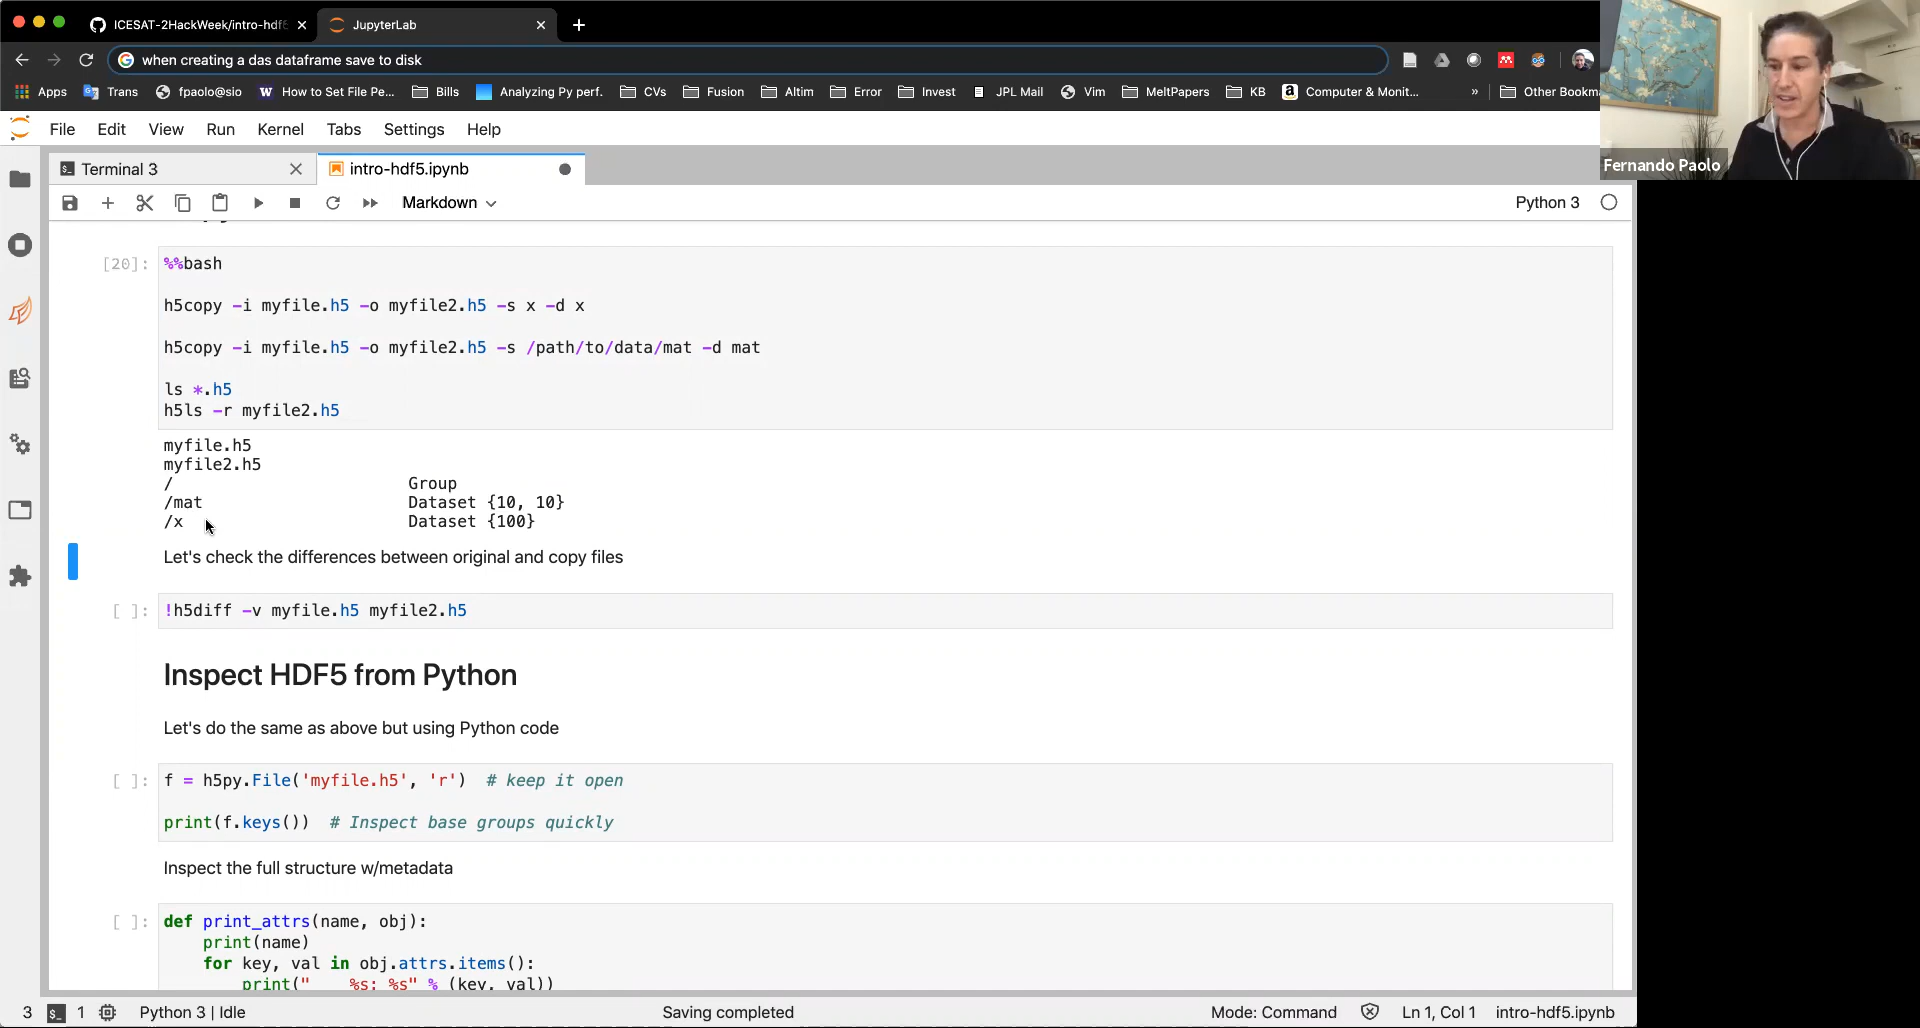 ICESAT-2HackWeek/intro-hdf5
JupyterLab
when creating a das dataframe save to disk
Apps
Trans
fpaolo@sio
How to Set File Pe...
Bills
Analyzing Py perf.
CVs
Fusion
Altim
Error
Invest
JPL Mail
Vim
MeltPapers
KB
Computer & Monit...
»
Other Bookma
Fernando Paolo
File Edit View Run Kernel Tabs Settings Help
Terminal 3
intro-hdf5.ipynb
Markdown
Python 3
[20]:
%%bash
h5copy -i myfile.h5 -o myfile2.h5 -s x -d x
h5copy -i myfile.h5 -o myfile2.h5 -s /path/to/data/mat -d mat
ls *.h5
h5ls -r myfile2.h5
myfile.h5
myfile2.h5
/ Group
/mat Dataset {10, 10}
/x Dataset {100}
Let's check the differences between original and copy files
[ ]: !h5diff -v myfile.h5 myfile2.h5
Inspect HDF5 from Python
Let's do the same as above but using Python code
[ ]: f = h5py.File('myfile.h5', 'r') # keep it open
print(f.keys()) # Inspect base groups quickly
Inspect the full structure w/metadata
[ ]: def print_attrs(name, obj):
print(name)
for key, val in obj.attrs.items():
print(" %s: %s" % (key, val))
3 1 Python 3 | Idle
Saving completed
Mode: Command
Ln 1, Col 1
intro-hdf5.ipynb